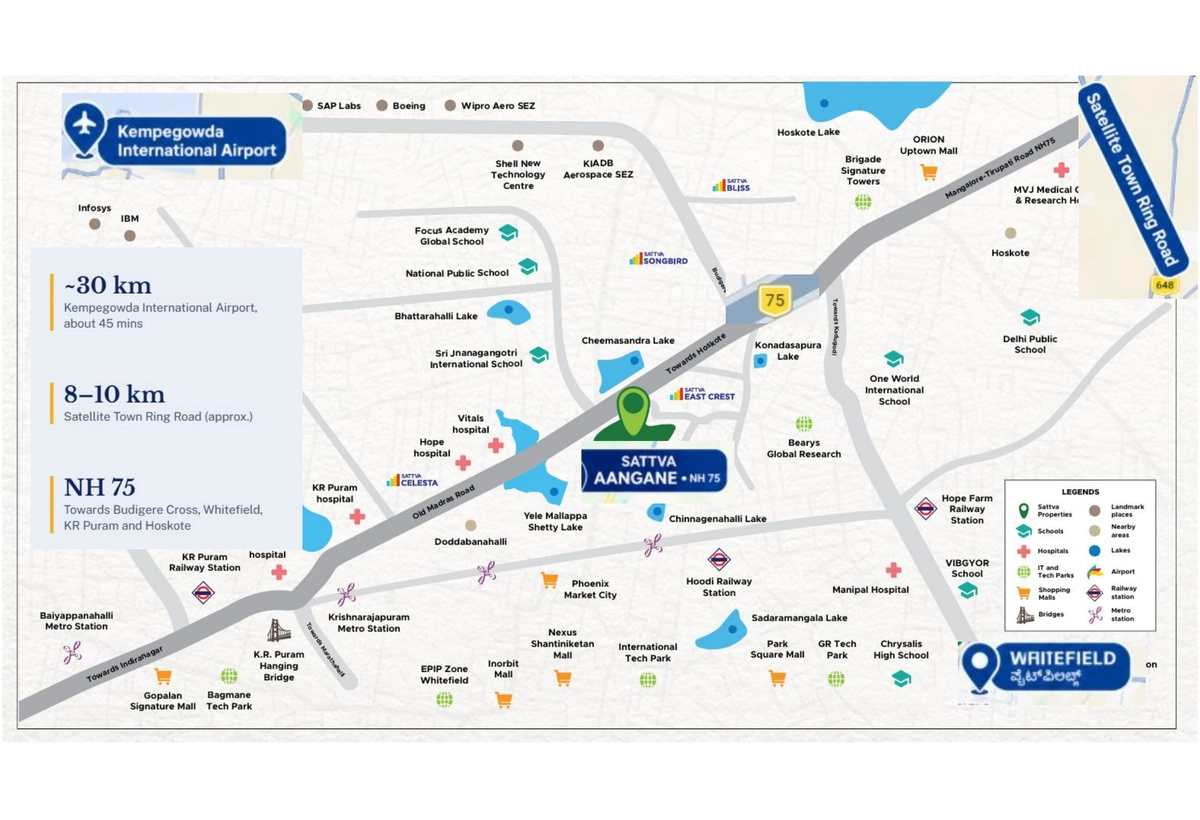 Kempegowda
International Airport
SAP Labs
Boeing
Wipro Aero SEZ
Shell New
Technology
Centre
KIADB
Aerospace SEZ
Hoskote Lake
ORION
Uptown Mall
Brigade
Signature
Towers
Mangalore-Tirupati Road NH75
MVJ Medical
& Research
Satellite Town Ring Road
648
Infosys
IBM
SATTVA
BLISS
Focus Academy
Global School
National Public School
SATTVA
SONGBIRD
Hoskote
~30 km
Kempegowda International Airport,
about 45 mins
8–10 km
Satellite Town Ring Road (approx.)
NH 75
Towards Budigere Cross, Whitefield,
KR Puram and Hoskote
75
Bhattarahalli Lake
Cheemasandra Lake
Towards Hoskote
Konadasapura
Lake
Towards Kadugodi
Delhi Public
School
Sri Jnanagangotri
International School
One World
International
School
SATTVA
EAST CREST
Vitals
hospital
Hope
hospital
Bearys
Global Research
SATTVA
AANGANE • NH 75
SATTVA
CELESTA
KR Puram
hospital
Old Madras Road
Yele Mallappa
Shetty Lake
Chinnagenahalli Lake
Doddabanahalli
Hope Farm
Railway
Station
LEGENDS
Sattva
Properties
Landmark
places
Schools
Nearby
areas
Hospitals
Lakes
IT and
Tech Parks
Airport
Shopping
Malls
Railway
station
Bridges
Metro
station
hospital
KR Puram
Railway Station
Phoenix
Market City
Hoodi Railway
Station
Manipal Hospital
VIBGYOR
School
Baiyappanahalli
Metro Station
Krishnarajapuram
Metro Station
Towards Marathahalli
K.R. Puram
Hanging
Bridge
Towards Indiranagar
Gopalan
Signature Mall
Bagmane
Tech Park
EPIP Zone
Whitefield
Inorbit
Mall
Nexus
Shantiniketan
Mall
International
Tech Park
Sadaramangala Lake
Park
Square Mall
GR Tech
Park
Chrysalis
High School
WHITEFIELD
on